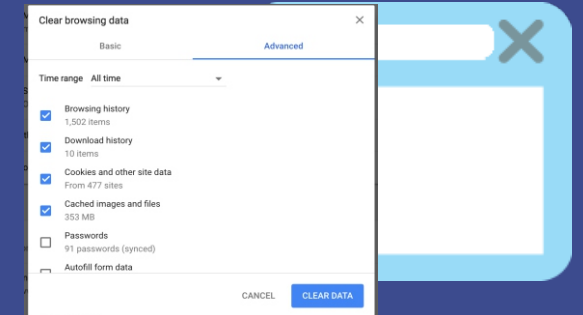 Clear browsing data
Basic Advanced
Time range All time
Browsing history
1,502 items
Download history
10 items
Cookies and other site data
From 477 sites
Cached images and files
353 MB
Passwords
91 passwords (synced)
Autofill form data
CANCEL CLEAR DATA